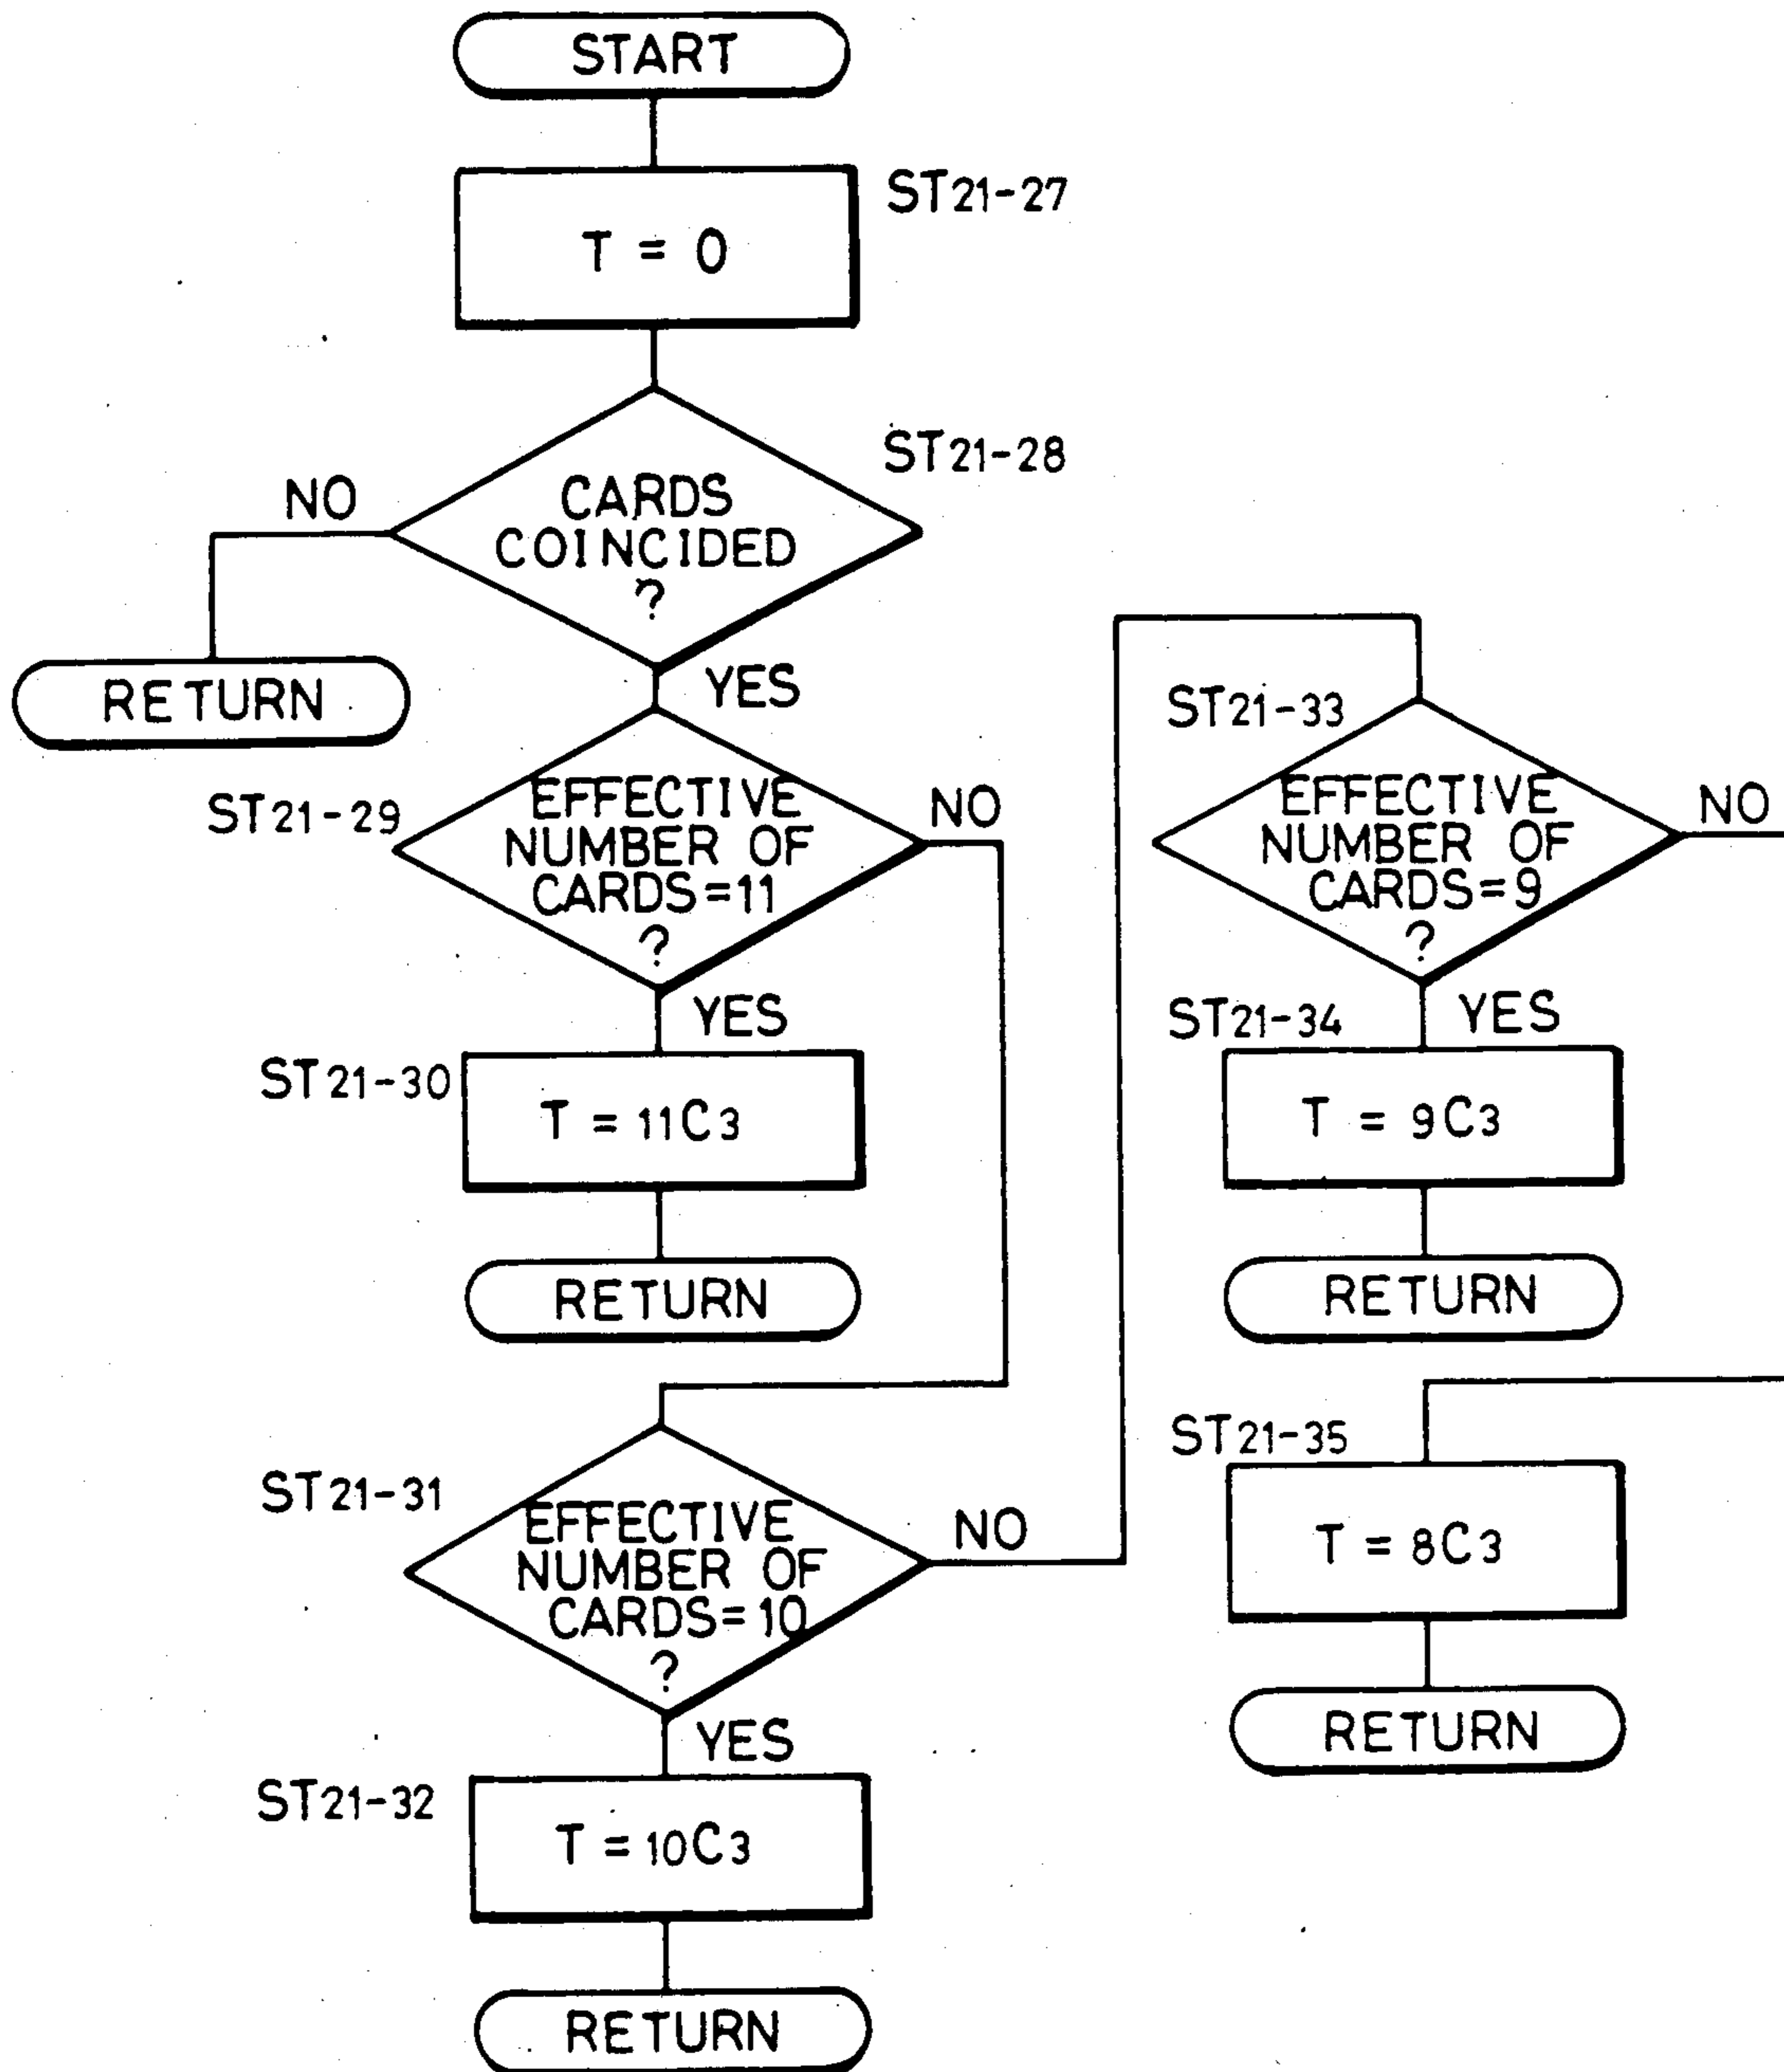 START
ST21-27
T = 0
ST21-28
NO
CARDS
COINCIDED
?
RETURN
YES
ST21-29
EFFECTIVE
NUMBER OF
CARDS=11
?
NO
YES
ST21-30
T = 11C3
RETURN
ST21-31
EFFECTIVE
NUMBER OF
CARDS=10
?
NO
YES
ST21-32
T = 10C3
RETURN
ST21-33
EFFECTIVE
NUMBER OF
CARDS=9
?
NO
ST21-34
YES
T = 9C3
RETURN
ST21-35
T = 8C3
RETURN